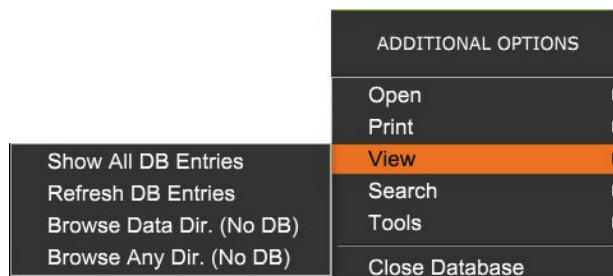 ADDITIONAL OPTIONS
Open
Print
View
Search
Tools
Close Database
Show All DB Entries
Refresh DB Entries
Browse Data Dir. (No DB)
Browse Any Dir. (No DB)